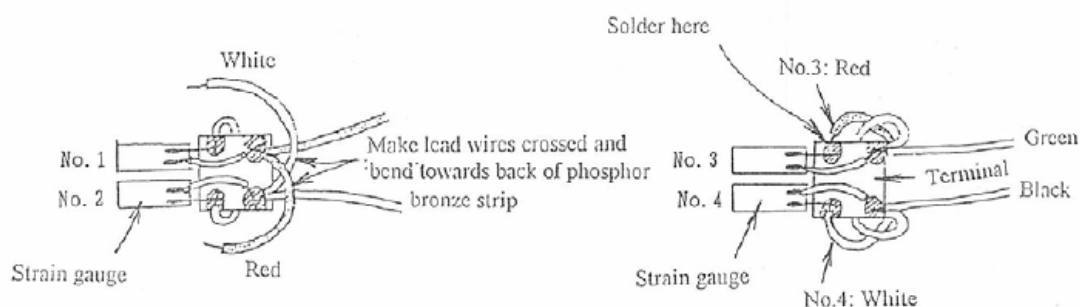 White
No. 1
No. 2
Make lead wires crossed and
bend towards back of phosphor
bronze strip
Strain gauge
Red
Solder here
No.3: Red
No. 3
Green
Terminal
No. 4
Black
Strain gauge
No.4: White